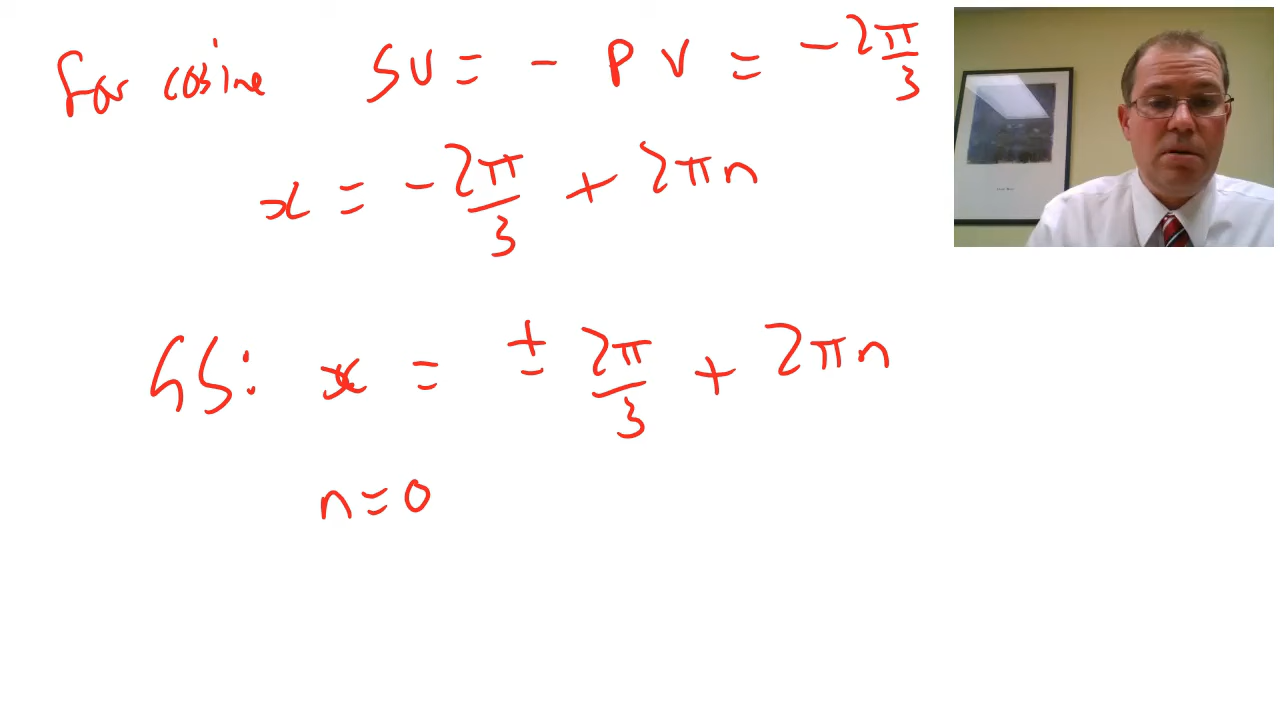 For cosine SV = - PV = -2π/3
x = -2π/3 + 2πn
GS: x = ± 2π/3 + 2πn
n=0